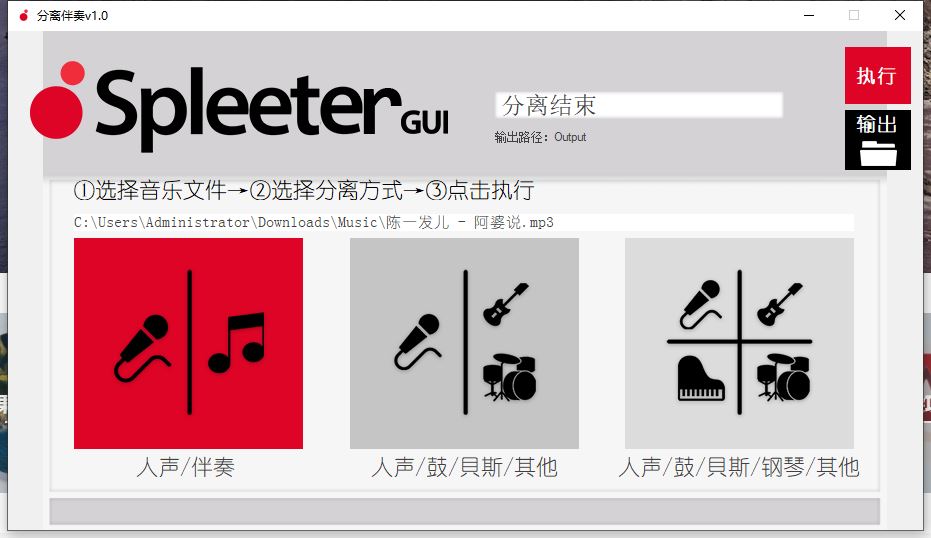 分离伴奏v1.0
Spleeter GUI
分离结束
输出路径：Output
执行
输出
①选择音乐文件→②选择分离方式→③点击执行
C:\Users\Administrator\Downloads\Music\陈一发儿 - 阿婆说.mp3
人声/伴奏
人声/鼓/貝斯/其他
人声/鼓/貝斯/钢琴/其他